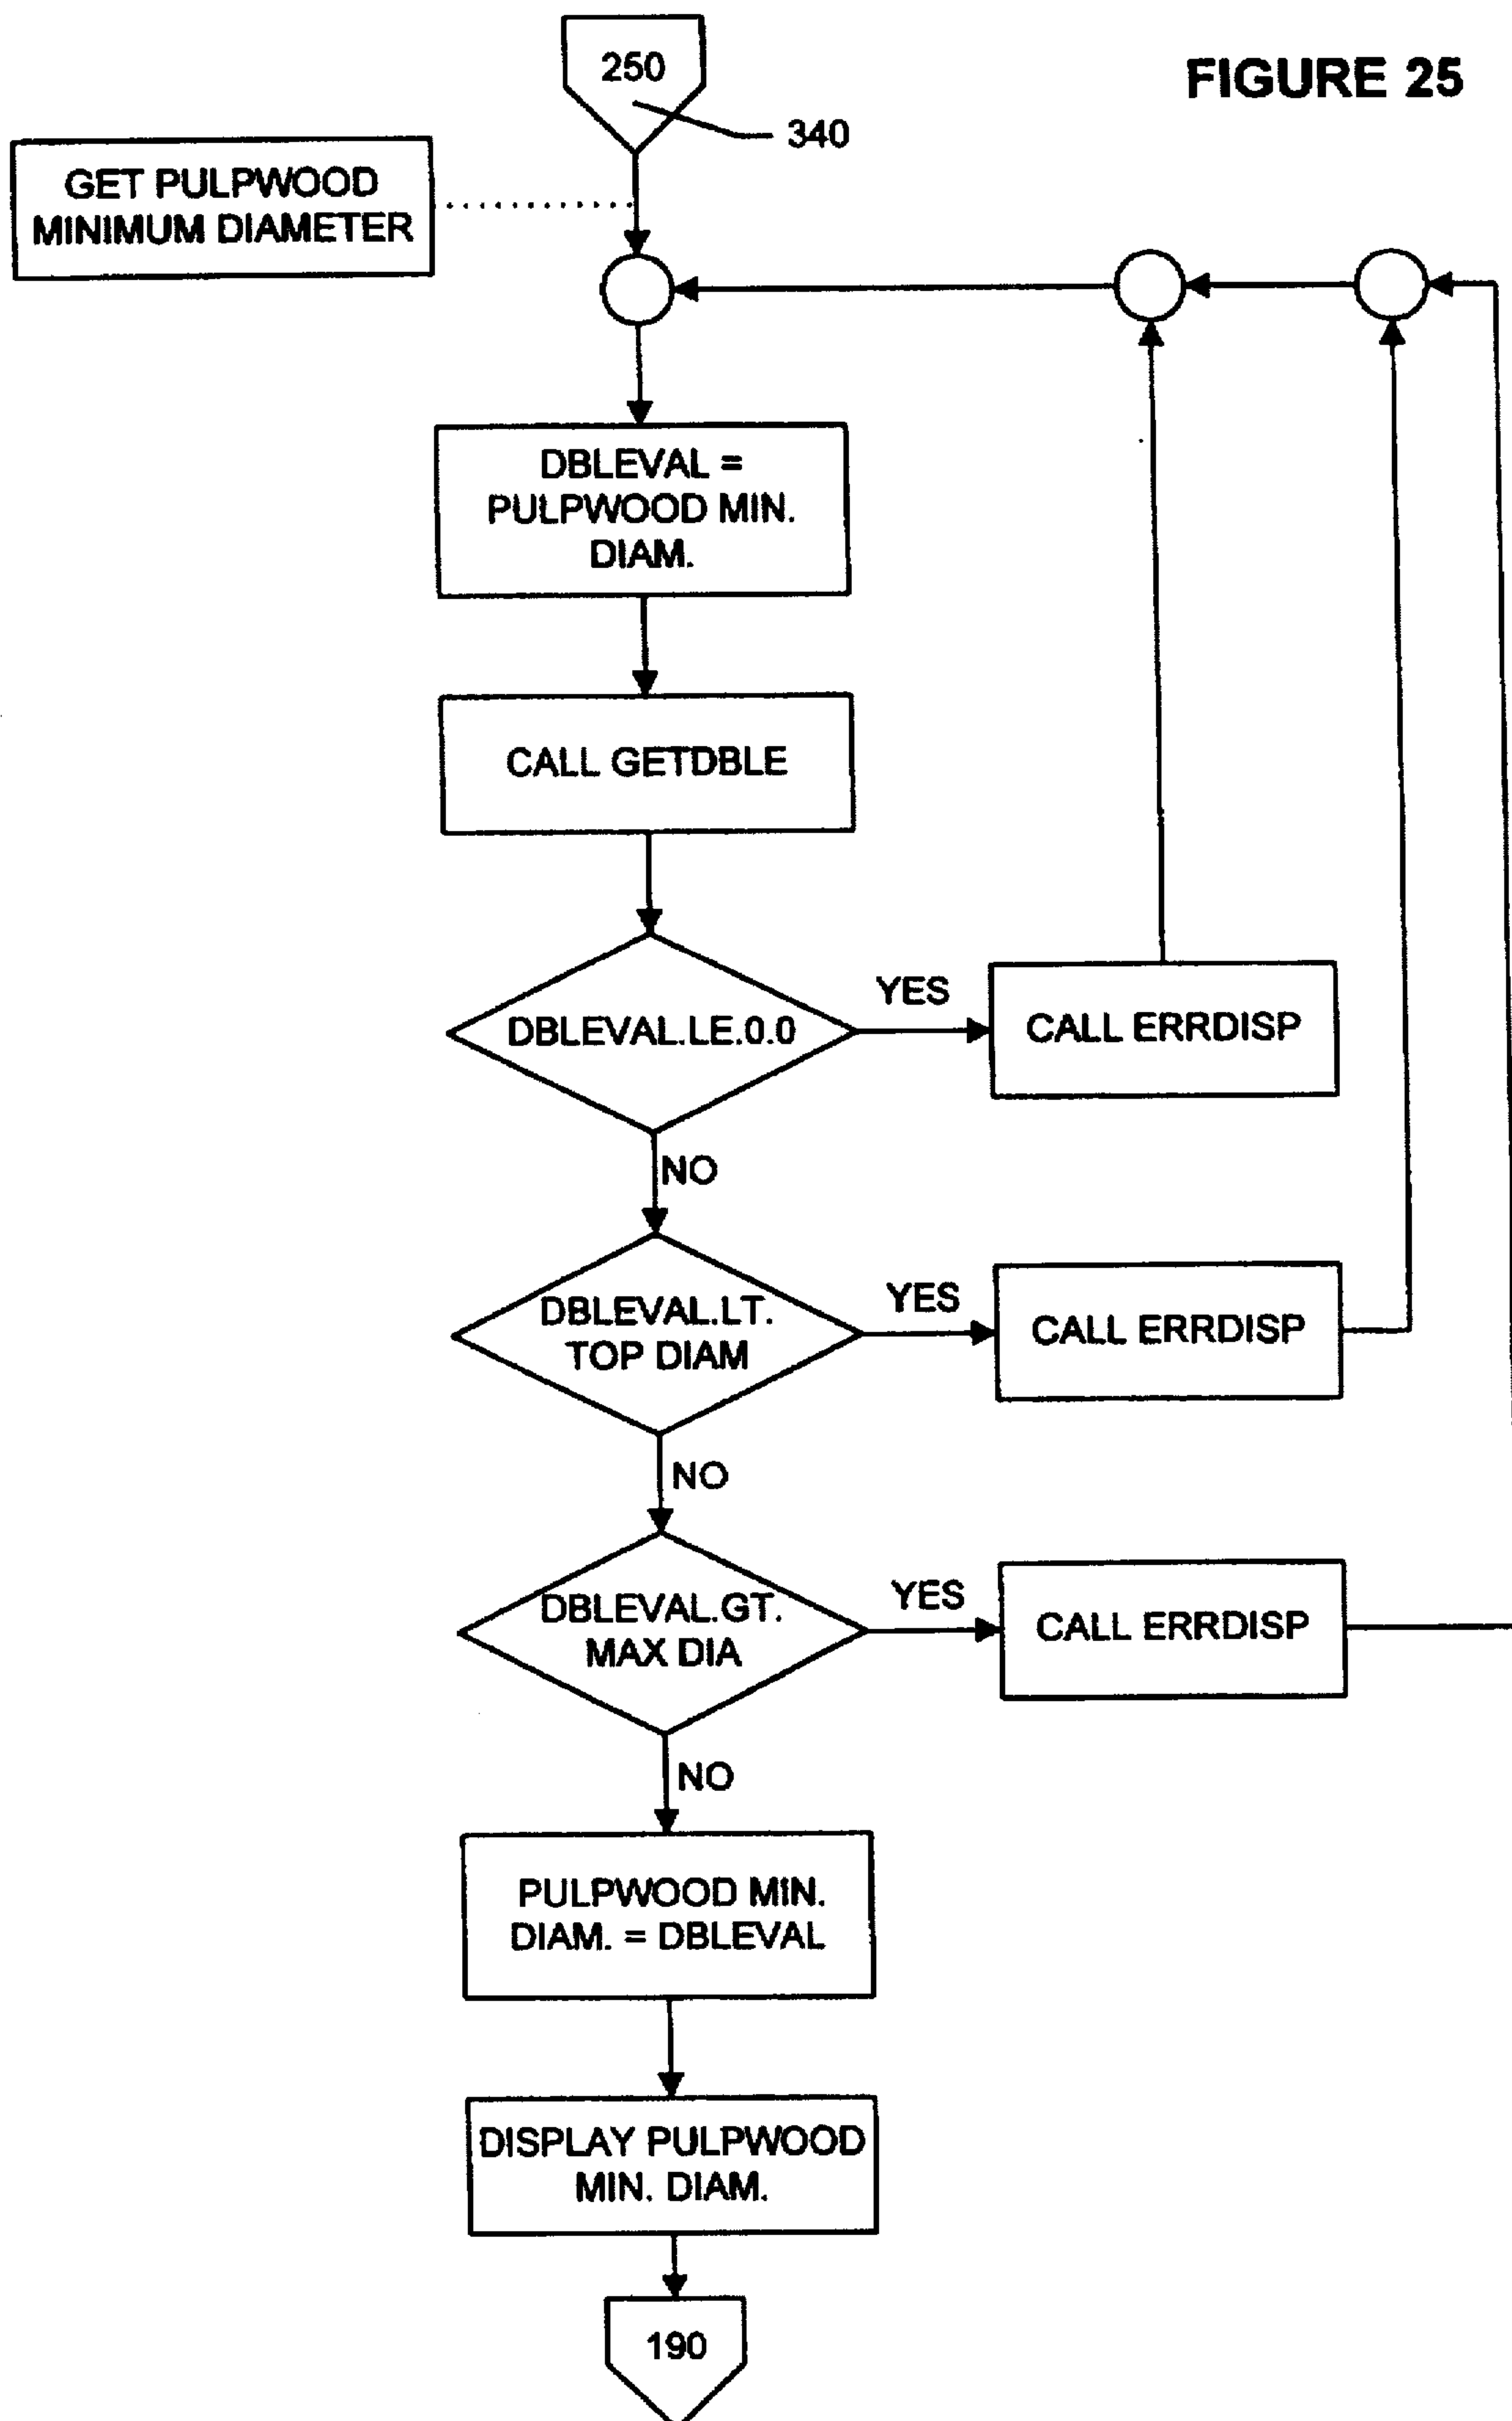 250
FIGURE 25
340
GET PULPWOOD
MINIMUM DIAMETER
DBLEVAL =
PULPWOOD MIN.
DIAM.
CALL GETDBLE
DBLEVAL.LE.0.0
YES
CALL ERRDISP
NO
DBLEVAL.LT.
TOP DIAM
YES
CALL ERRDISP
NO
DBLEVAL.GT.
MAX DIA
YES
CALL ERRDISP
NO
PULPWOOD MIN.
DIAM. = DBLEVAL
DISPLAY PULPWOOD
MIN. DIAM.
190